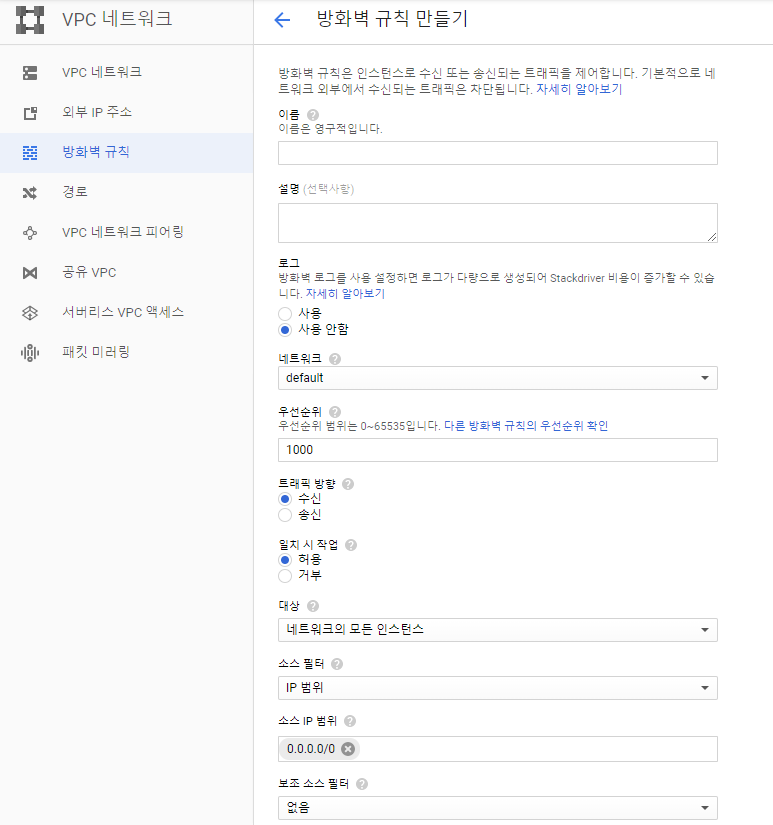 VPC 네트워크
VPC 네트워크
외부 IP 주소
방화벽 규칙
경로
VPC 네트워크 피어링
공유 VPC
서버리스 VPC 액세스
패킷 미러링
방화벽 규칙 만들기
방화벽 규칙은 인스턴스로 수신 또는 송신되는 트래픽을 제어합니다. 기본적으로 네
트워크 외부에서 수신되는 트래픽은 차단됩니다. 자세히 알아보기
이름 ?
이름은 영구적입니다.
설명 (선택사항)
로그
방화벽 로그를 사용 설정하면 로그가 다량으로 생성되어 Stackdriver 비용이 증가할 수 있습
니다. 자세히 알아보기
사용
사용 안함
네트워크 ?
default
우선순위 ?
우선순위 범위는 0~65535입니다. 다른 방화벽 규칙의 우선순위 확인
1000
트래픽 방향 ?
수신
송신
일치 시 작업 ?
허용
거부
대상 ?
네트워크의 모든 인스턴스
소스 필터 ?
IP 범위
소스 IP 범위 ?
0.0.0.0/0
보조 소스 필터 ?
없음